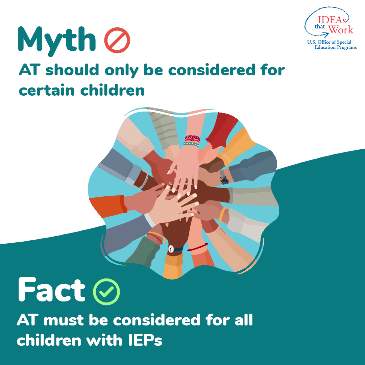 Myth
IDEAs
that Work
U.S. Office of Special
Education Programs
AT should only be considered for
certain children
Fact
AT must be considered for all
children with IEPs